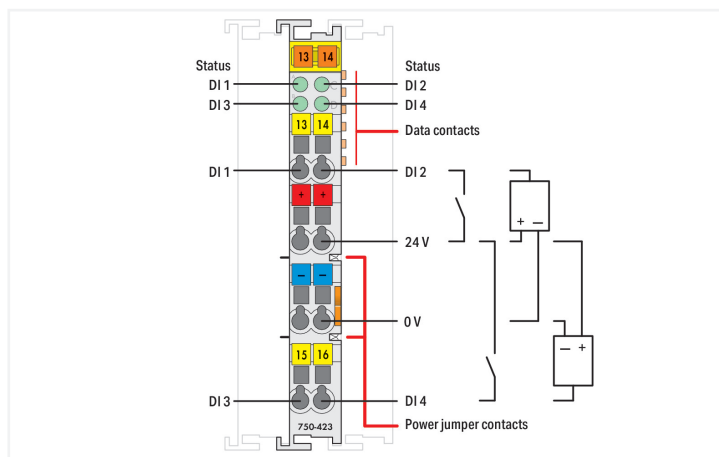 13 14
Status Status
DI 1 DI 2
DI 3 DI 4
13 14
Data contacts
DI 1 DI 2
+ +
+ –
24 V
– –
0 V
– +
15 16
DI 3 DI 4
750-423
Power jumper contacts